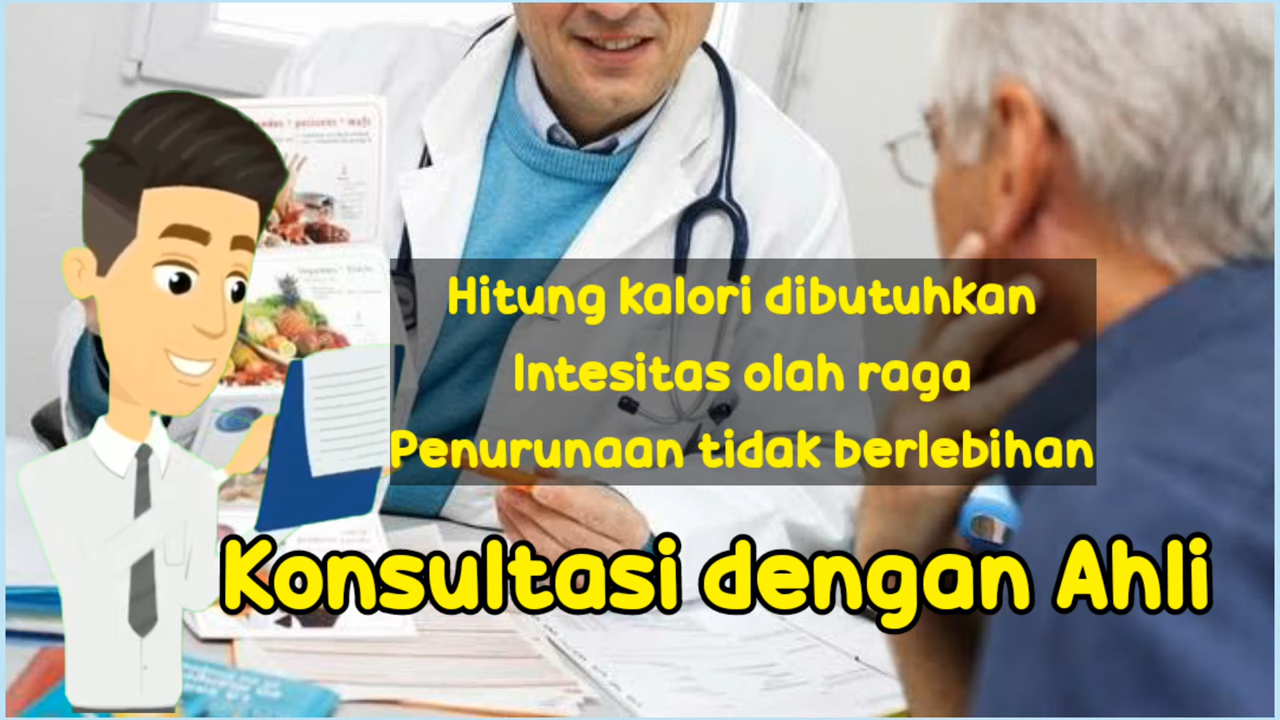 Hitung kalori dibutuhkan
Intesitas olah raga
Penurunaan tidak berlebihan
Konsultasi dengan Ahli